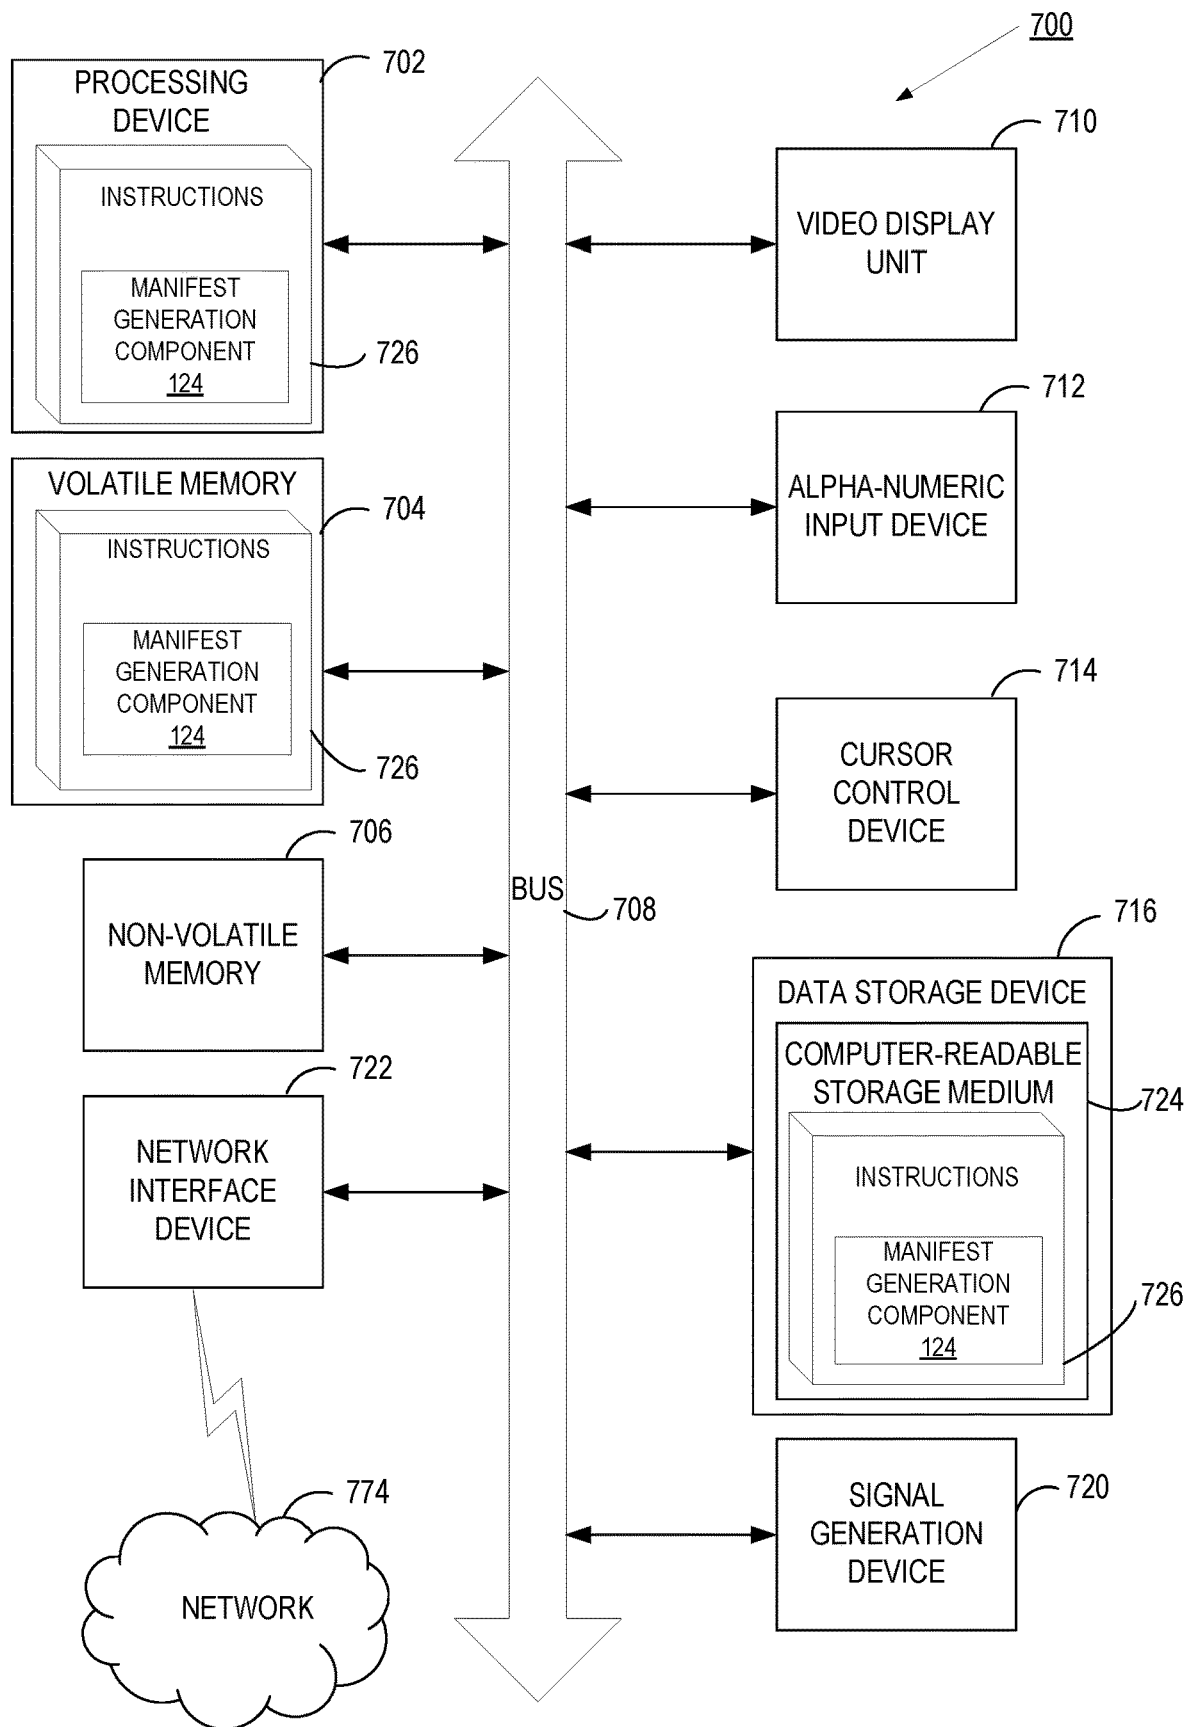 700
702
PROCESSING
DEVICE
INSTRUCTIONS
MANIFEST
GENERATION
COMPONENT
124
726
VOLATILE MEMORY
704
INSTRUCTIONS
MANIFEST
GENERATION
COMPONENT
124
726
706
NON-VOLATILE
MEMORY
722
NETWORK
INTERFACE
DEVICE
774
NETWORK
BUS
708
710
VIDEO DISPLAY
UNIT
712
ALPHA-NUMERIC
INPUT DEVICE
714
CURSOR
CONTROL
DEVICE
716
DATA STORAGE DEVICE
COMPUTER-READABLE
STORAGE MEDIUM
724
INSTRUCTIONS
MANIFEST
GENERATION
COMPONENT
124
726
SIGNAL
GENERATION
DEVICE
720